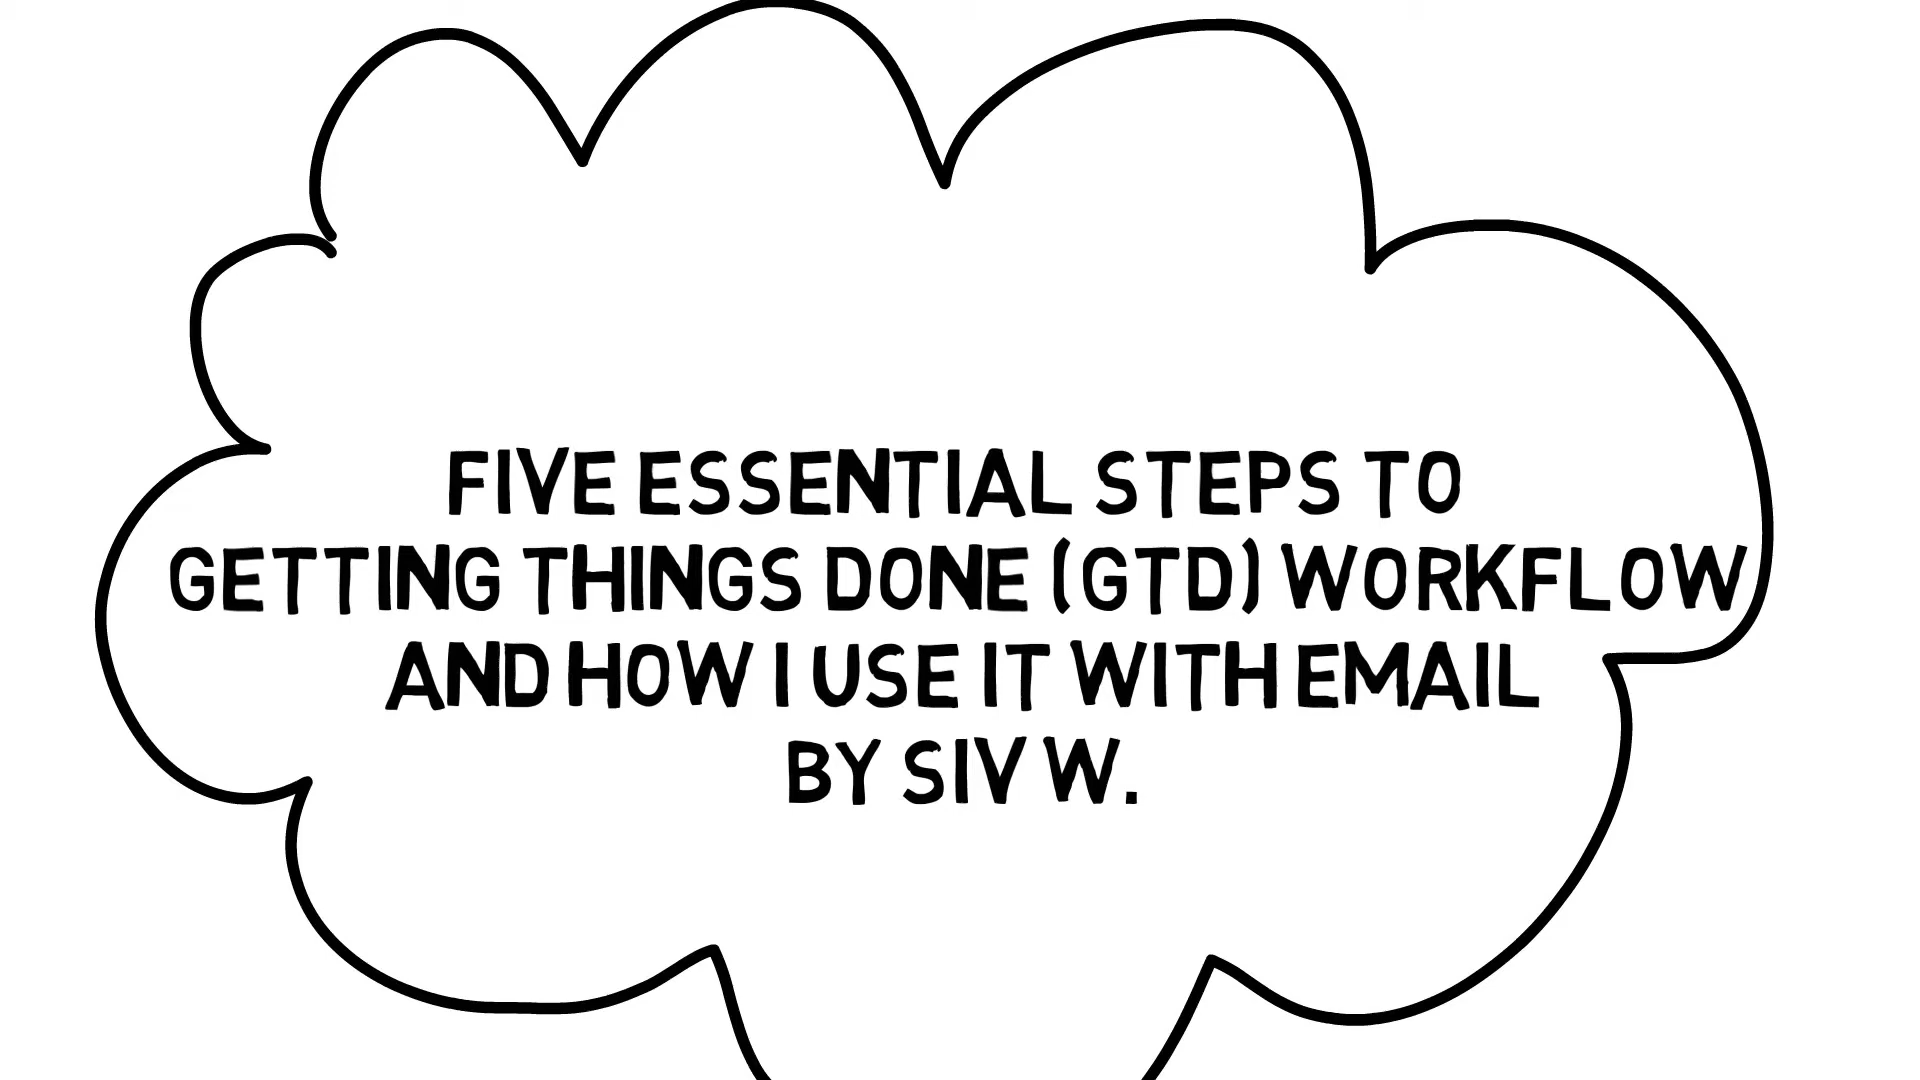 FIVE ESSENTIAL STEPS TO
GETTING THINGS DONE (GTD) WORKFLOW
AND HOW I USE IT WITH EMAIL
BY SIV W.